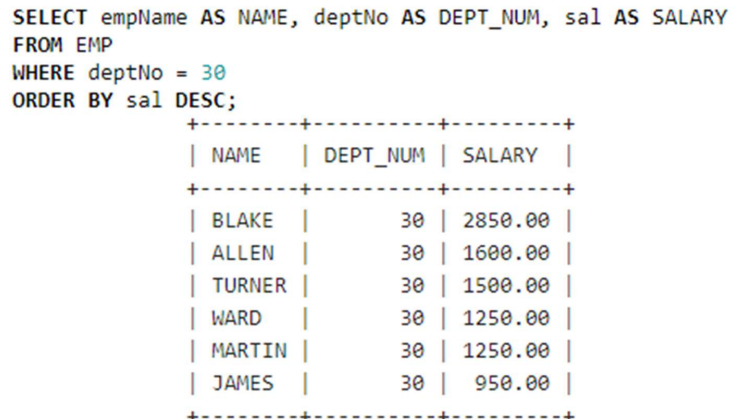 SELECT empName AS NAME, deptNo AS DEPT_NUM, sal AS SALARY
FROM EMP
WHERE deptNo = 30
ORDER BY sal DESC;
+--------+----------+---------+
| NAME   | DEPT_NUM | SALARY  |
+--------+----------+---------+
| BLAKE  |       30 | 2850.00 |
| ALLEN  |       30 | 1600.00 |
| TURNER |       30 | 1500.00 |
| WARD   |       30 | 1250.00 |
| MARTIN |       30 | 1250.00 |
| JAMES  |       30 |  950.00 |
+--------+----------+---------+